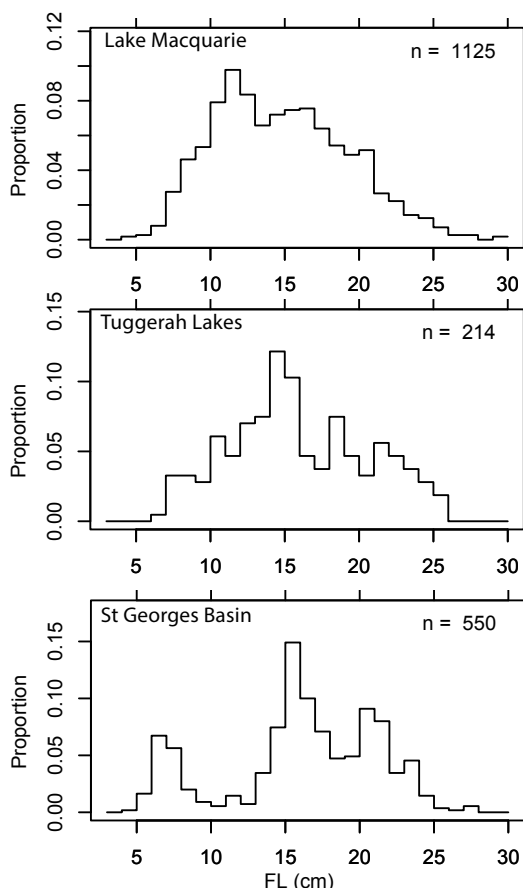 Lake Macquarie
n = 1125
Proportion
0.00 0.04 0.08 0.12
5 10 15 20 25 30
Tuggerah Lakes
n = 214
Proportion
0.00 0.05 0.10 0.15
5 10 15 20 25 30
St Georges Basin
n = 550
Proportion
0.00 0.05 0.10 0.15
5 10 15 20 25 30
FL (cm)